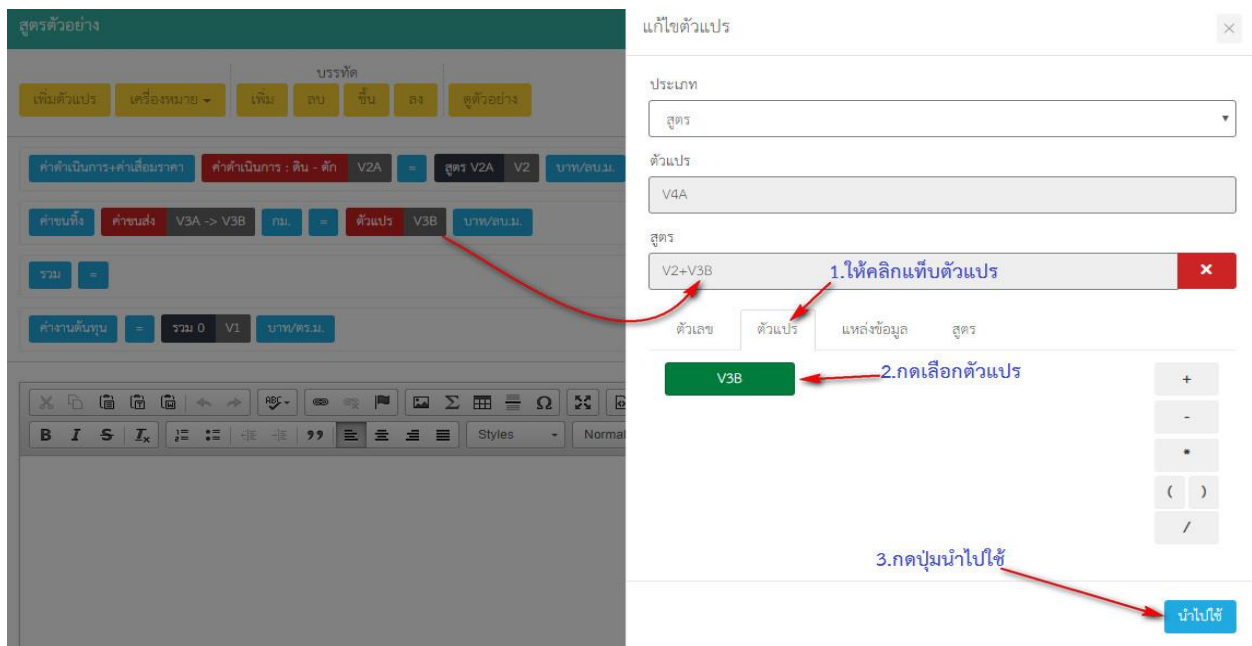 สูตรตัวอย่าง
บรรทัด
เพิ่มตัวแปร เครื่องหมาย เพิ่ม ลบ ขึ้น ลง ดูตัวอย่าง
ค่าดำเนินการ+ค่าเสื่อมราคา ค่าดำเนินการ : ดิน - ตัก V2A = สูตร V2A V2 บาท/ลบ.ม.
ค่าขนทิ้ง ค่าขนส่ง V3A -> V3B กม. = ตัวแปร V3B บาท/ลบ.ม.
รวม =
ค่างานต้นทุน = รวม 0 V1 บาท/ตร.ม.
Styles Normal
แก้ไขตัวแปร ×
ประเภท
สูตร
ตัวแปร
V4A
สูตร
V2+V3B 1.ให้คลิกแท็บตัวแปร ×
ตัวเลข ตัวแปร แหล่งข้อมูล สูตร
V3B 2.กดเลือกตัวแปร +
-
*
( )
/
3.กดปุ่มนำไปใช้
นำไปใช้